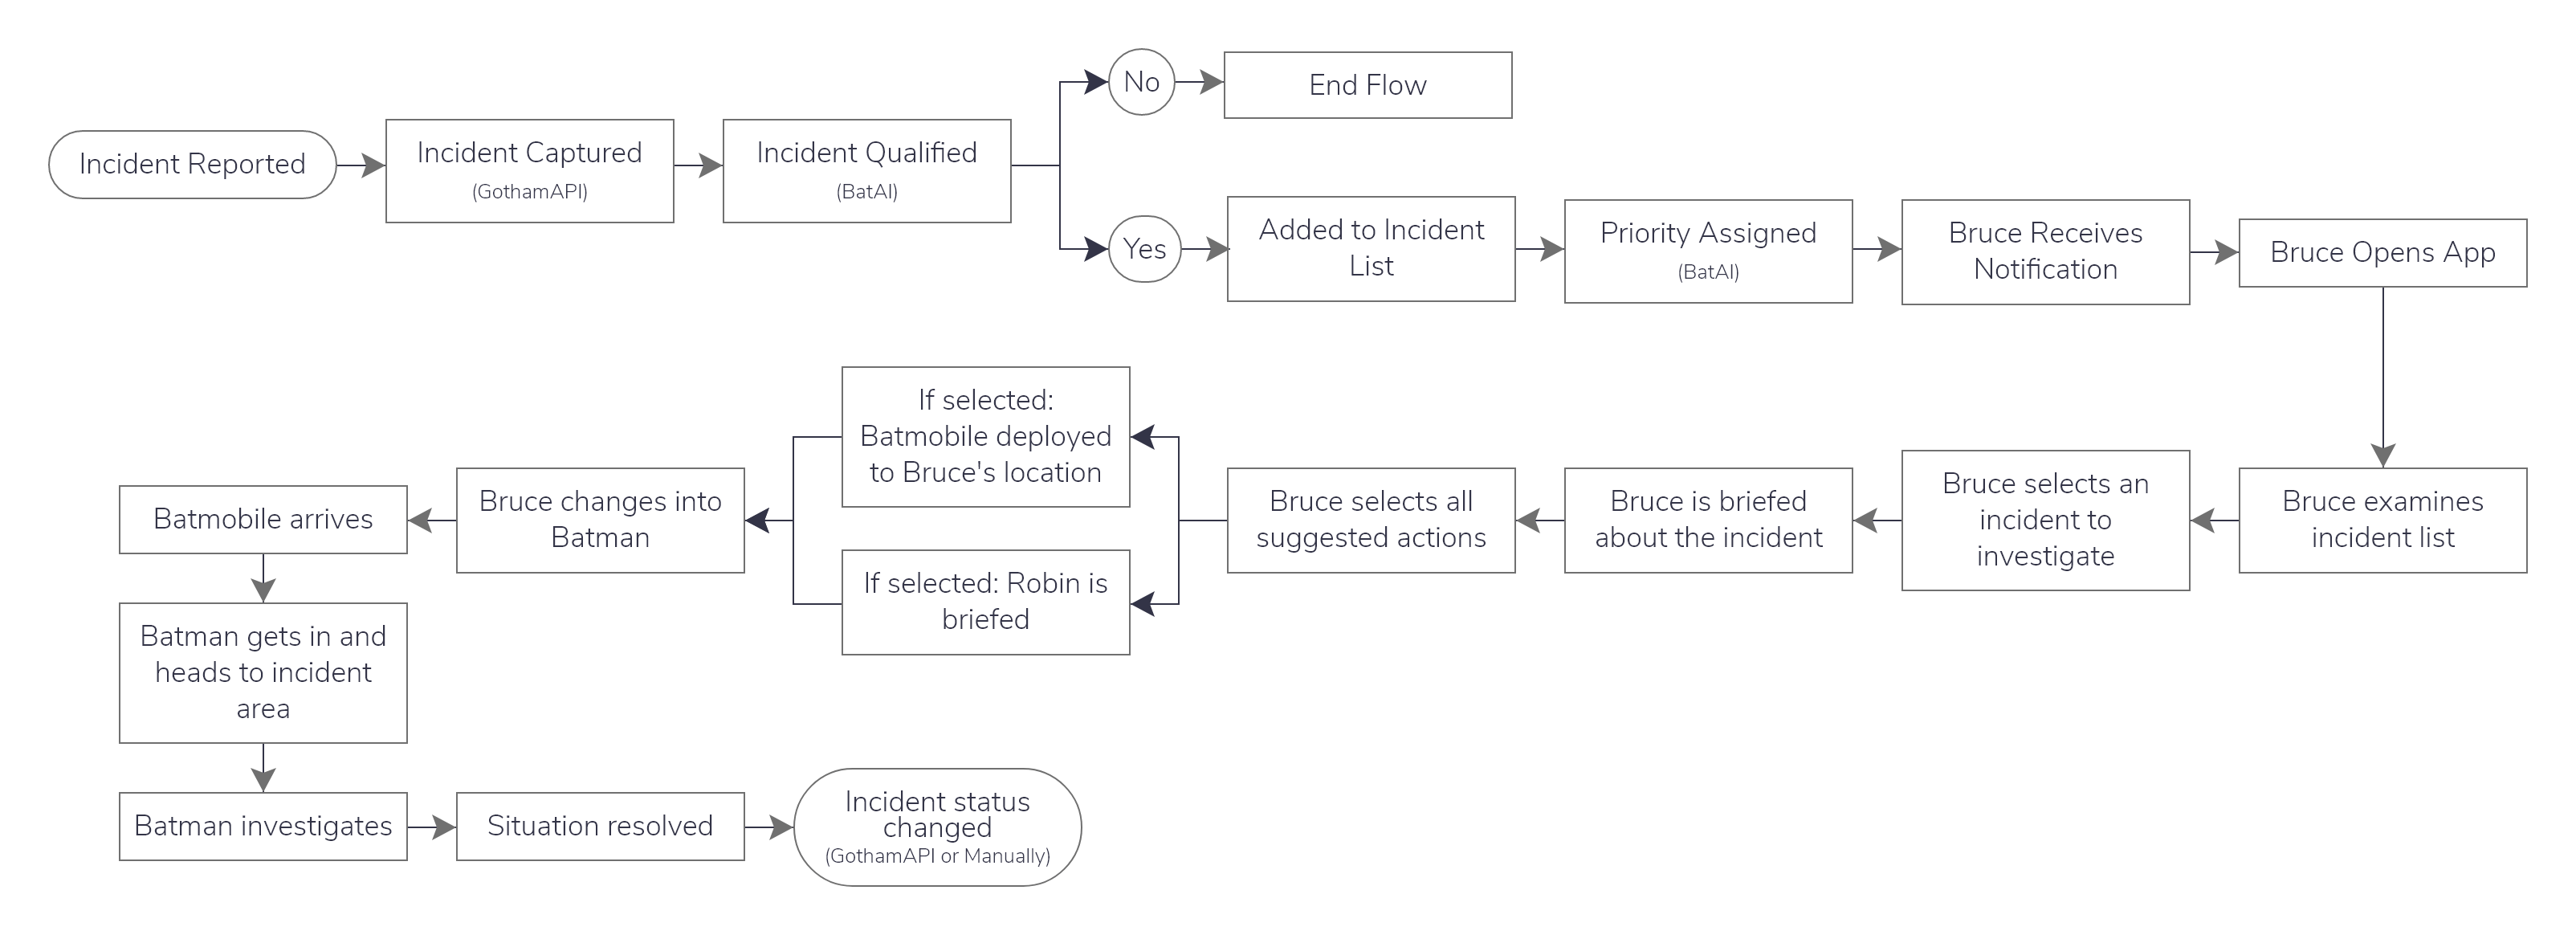 No
End Flow
Incident Reported
Incident Captured
(GothamAPI)
Incident Qualified
(BatAI)
Yes
Added to Incident
List
Priority Assigned
(BatAI)
Bruce Receives
Notification
Bruce Opens App
Bruce examines
incident list
Bruce selects an
incident to
investigate
Bruce is briefed
about the incident
Bruce selects all
suggested actions
If selected:
Batmobile deployed
to Bruce's location
If selected: Robin is
briefed
Bruce changes into
Batman
Batmobile arrives
Batman gets in and
heads to incident
area
Batman investigates
Situation resolved
Incident status
changed
(GothamAPI or Manually)